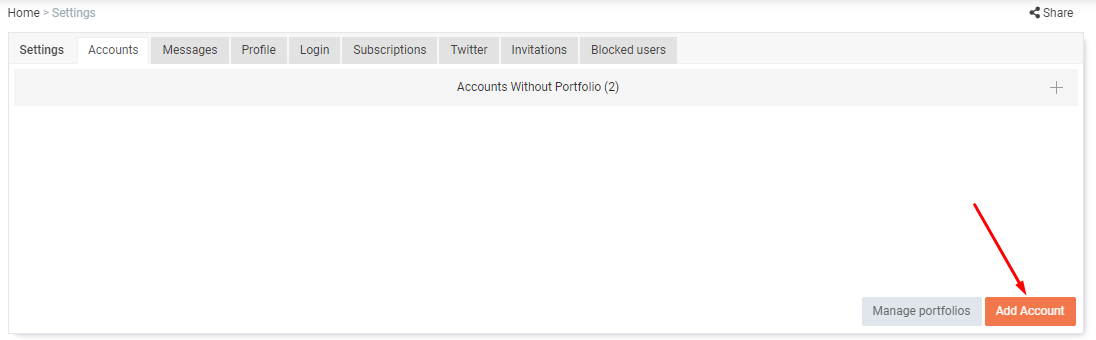 Home > Settings
Share
Settings
Accounts
Messages
Profile
Login
Subscriptions
Twitter
Invitations
Blocked users
Accounts Without Portfolio (2)
Manage portfolios
Add Account